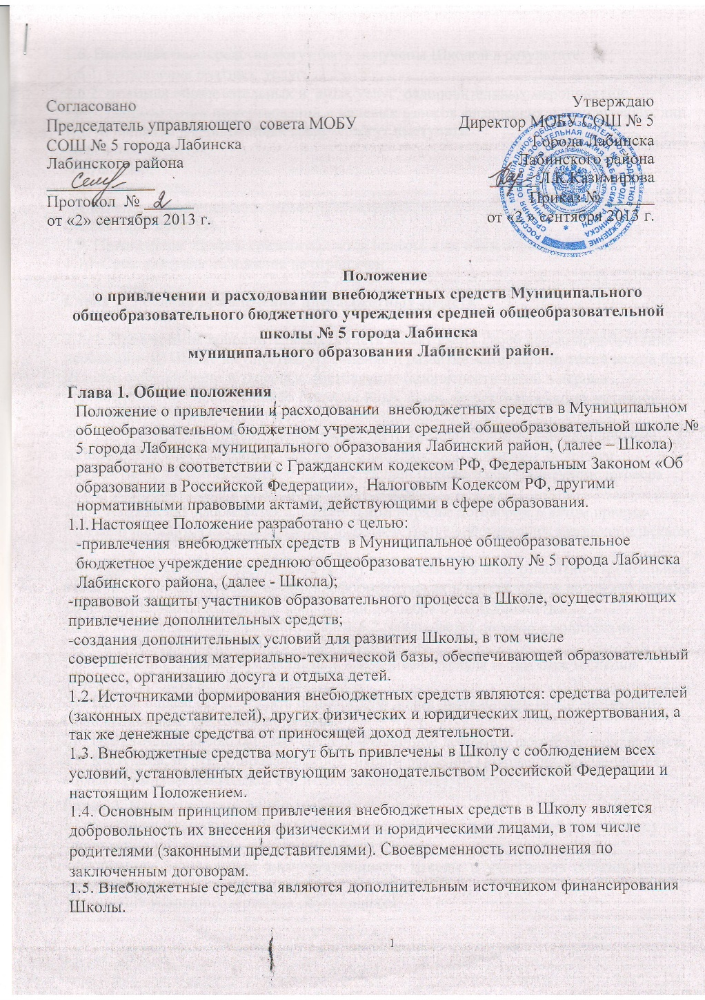 Согласовано
Председатель управляющего совета МОБУ
СОШ № 5 города Лабинска
Лабинского района
Протокол № 2
от «2» сентября 2013 г.
Утверждаю
Директор МОБУ СОШ № 5
Города Лабинска
Лабинского района
Л.К.Казимирова
Приказ №
от «2 » сентября 2013 г.
Положение
о привлечении и расходовании внебюджетных средств Муниципального
общеобразовательного бюджетного учреждения средней общеобразовательной
школы № 5 города Лабинска
муниципального образования Лабинский район.
Глава 1. Общие положения
Положение о привлечении и расходовании внебюджетных средств в Муниципальном
общеобразовательном бюджетном учреждении средней общеобразовательной школе №
5 города Лабинска муниципального образования Лабинский район, (далее – Школа)
разработано в соответствии с Гражданским кодексом РФ, Федеральным Законом «Об
образовании в Российской Федерации», Налоговым Кодексом РФ, другими
нормативными правовыми актами, действующими в сфере образования.
1.1. Настоящее Положение разработано с целью:
-привлечения внебюджетных средств в Муниципальное общеобразовательное
бюджетное учреждение среднюю общеобразовательную школу № 5 города Лабинска
Лабинского района, (далее - Школа);
-правовой защиты участников образовательного процесса в Школе, осуществляющих
привлечение дополнительных средств;
-создания дополнительных условий для развития Школы, в том числе
совершенствования материально-технической базы, обеспечивающей образовательный
процесс, организацию досуга и отдыха детей.
1.2. Источниками формирования внебюджетных средств являются: средства родителей
(законных представителей), других физических и юридических лиц, пожертвования, а
так же денежные средства от приносящей доход деятельности.
1.3. Внебюджетные средства могут быть привлечены в Школу с соблюдением всех
условий, установленных действующим законодательством Российской Федерации и
настоящим Положением.
1.4. Основным принципом привлечения внебюджетных средств в Школу является
добровольность их внесения физическими и юридическими лицами, в том числе
родителями (законными представителями). Своевременность исполнения по
заключенным договорам.
1.5. Внебюджетные средства являются дополнительным источником финансирования
Школы.
1